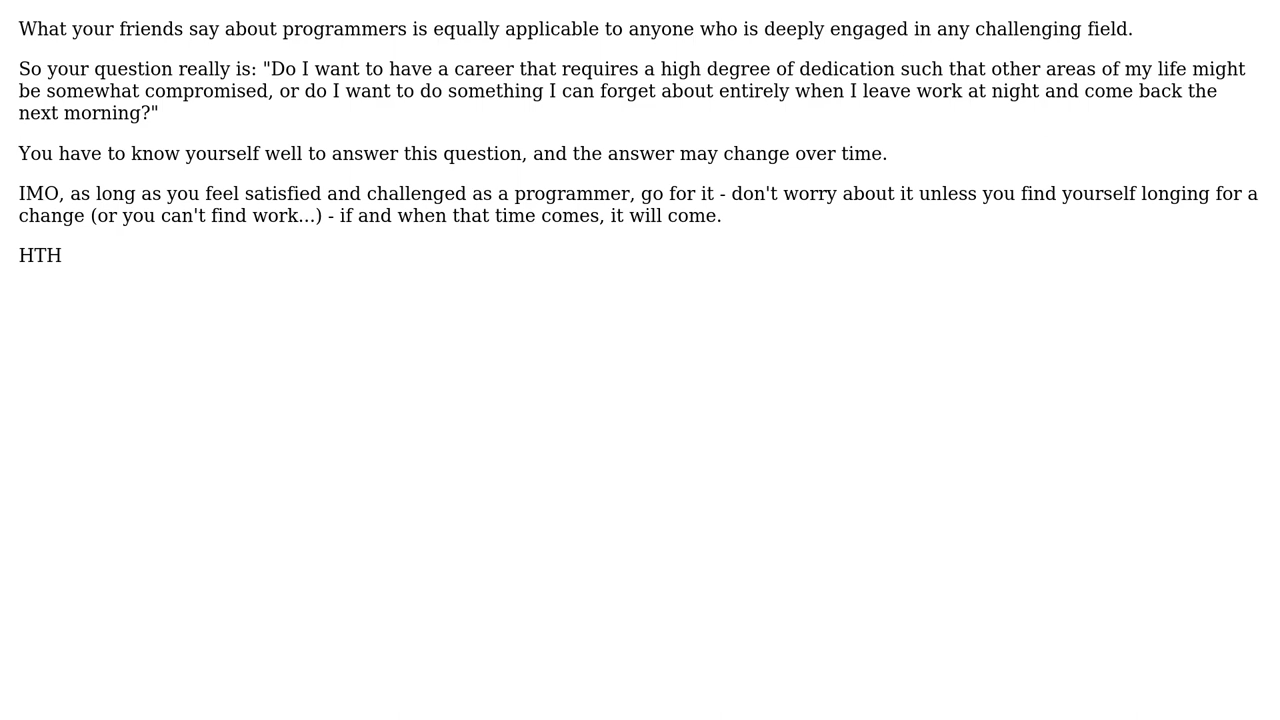 What your friends say about programmers is equally applicable to anyone who is deeply engaged in any challenging field.
So your question really is: "Do I want to have a career that requires a high degree of dedication such that other areas of my life might
be somewhat compromised, or do I want to do something I can forget about entirely when I leave work at night and come back the
next morning?"
You have to know yourself well to answer this question, and the answer may change over time.
IMO, as long as you feel satisfied and challenged as a programmer, go for it - don't worry about it unless you find yourself longing for a
change (or you can't find work...) - if and when that time comes, it will come.
HTH